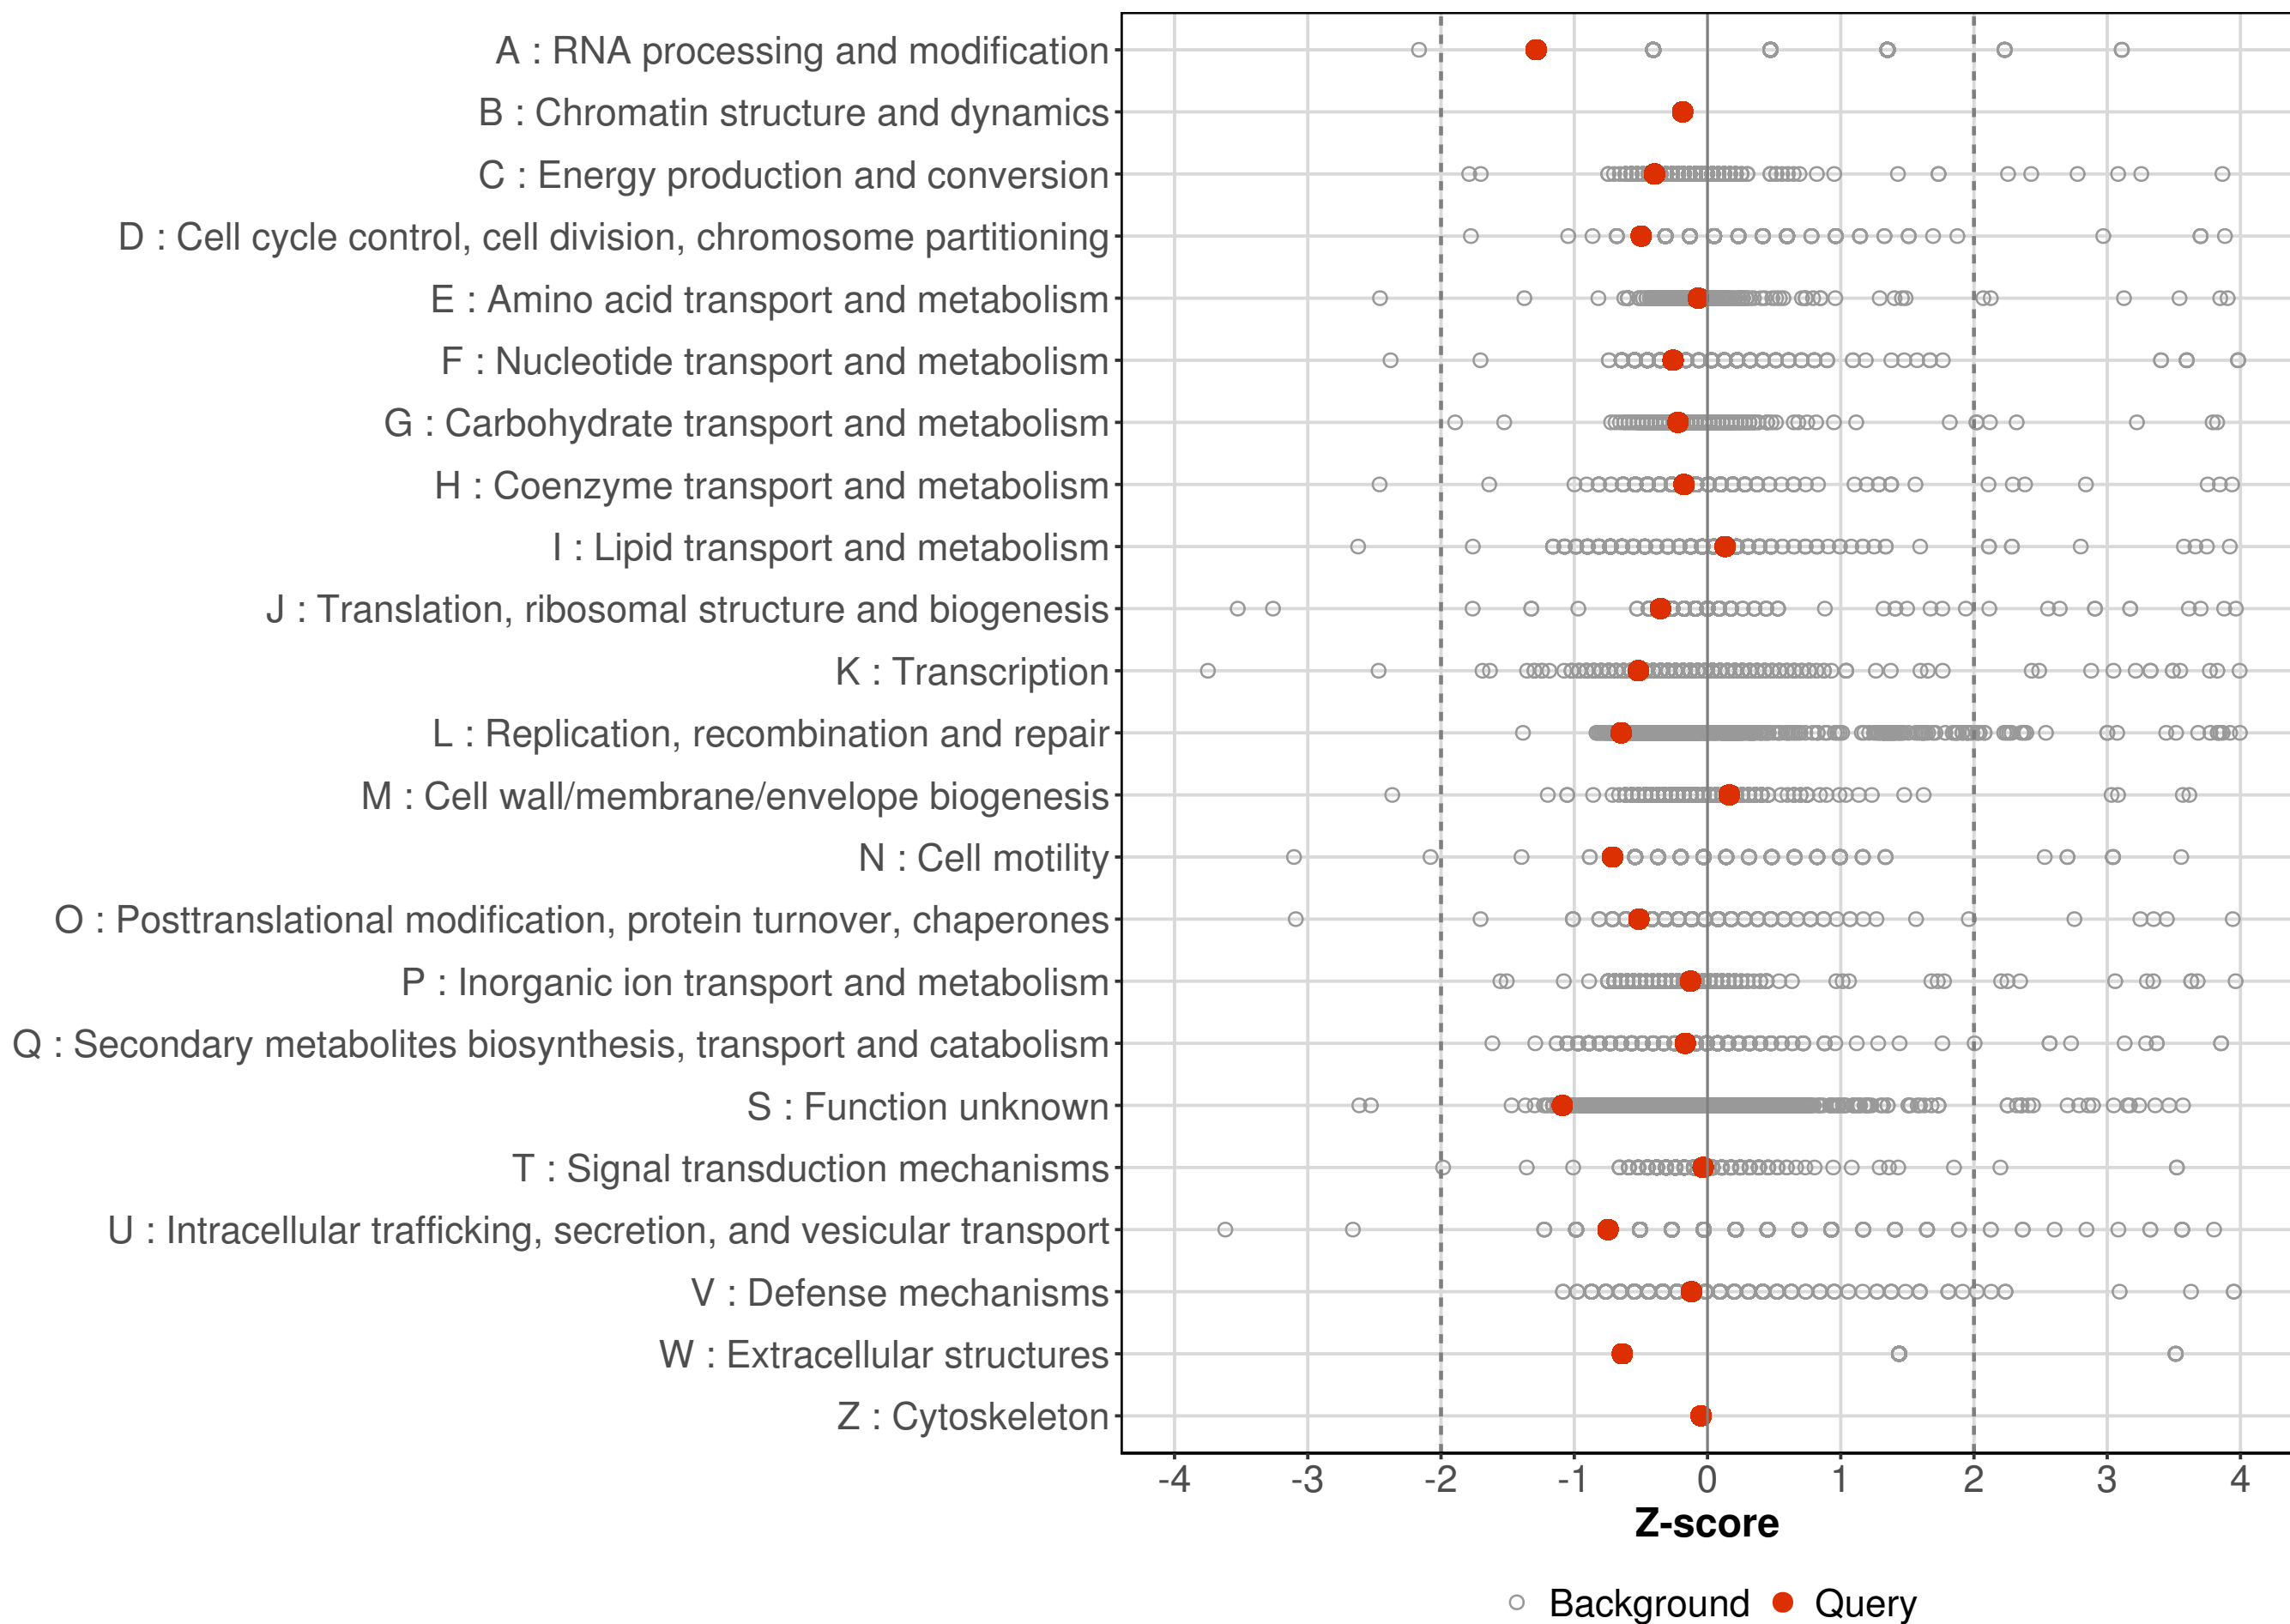 A : RNA processing and modification
B : Chromatin structure and dynamics
C : Energy production and conversion
D : Cell cycle control, cell division, chromosome partitioning
E : Amino acid transport and metabolism
F : Nucleotide transport and metabolism
G : Carbohydrate transport and metabolism
H : Coenzyme transport and metabolism
I : Lipid transport and metabolism
J : Translation, ribosomal structure and biogenesis
K : Transcription
L : Replication, recombination and repair
M : Cell wall/membrane/envelope biogenesis
N : Cell motility
O : Posttranslational modification, protein turnover, chaperones
P : Inorganic ion transport and metabolism
Q : Secondary metabolites biosynthesis, transport and catabolism
S : Function unknown
T : Signal transduction mechanisms
U : Intracellular trafficking, secretion, and vesicular transport
V : Defense mechanisms
W : Extracellular structures
Z : Cytoskeleton
-4 -3 -2 -1 0 1 2 3 4
Z-score
Background Query